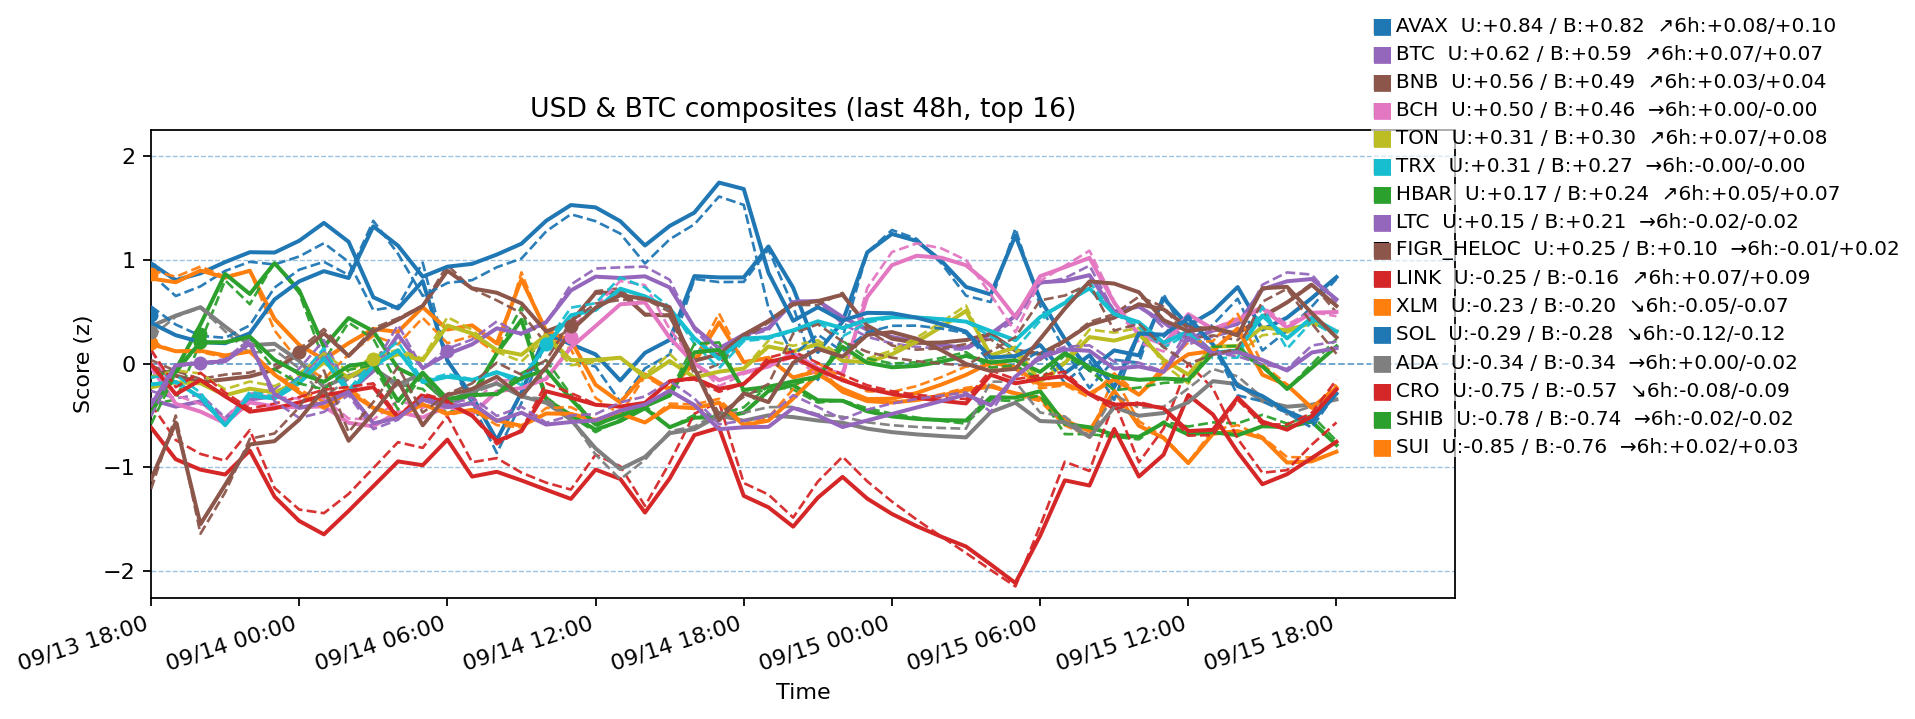 USD & BTC composites (last 48h, top 16)
AVAX  U:+0.84 / B:+0.82  ↗6h:+0.08/+0.10
BTC  U:+0.62 / B:+0.59  ↗6h:+0.07/+0.07
BNB  U:+0.56 / B:+0.49  ↗6h:+0.03/+0.04
BCH  U:+0.50 / B:+0.46  →6h:+0.00/-0.00
TON  U:+0.31 / B:+0.30  ↗6h:+0.07/+0.08
TRX  U:+0.31 / B:+0.27  →6h:-0.00/-0.00
HBAR  U:+0.17 / B:+0.24  ↗6h:+0.05/+0.07
LTC  U:+0.15 / B:+0.21  →6h:-0.02/-0.02
FIGR_HELOC  U:+0.25 / B:+0.10  →6h:-0.01/+0.02
LINK  U:-0.25 / B:-0.16  ↗6h:+0.07/+0.09
XLM  U:-0.23 / B:-0.20  ↘6h:-0.05/-0.07
SOL  U:-0.29 / B:-0.28  ↘6h:-0.12/-0.12
ADA  U:-0.34 / B:-0.34  →6h:+0.00/-0.02
CRO  U:-0.75 / B:-0.57  ↘6h:-0.08/-0.09
SHIB  U:-0.78 / B:-0.74  →6h:-0.02/-0.02
SUI  U:-0.85 / B:-0.76  →6h:+0.02/+0.03
Score (z)
2
1
0
−1
−2
09/13 18:00
09/14 00:00
09/14 06:00
09/14 12:00
09/14 18:00
09/15 00:00
09/15 06:00
09/15 12:00
09/15 18:00
Time